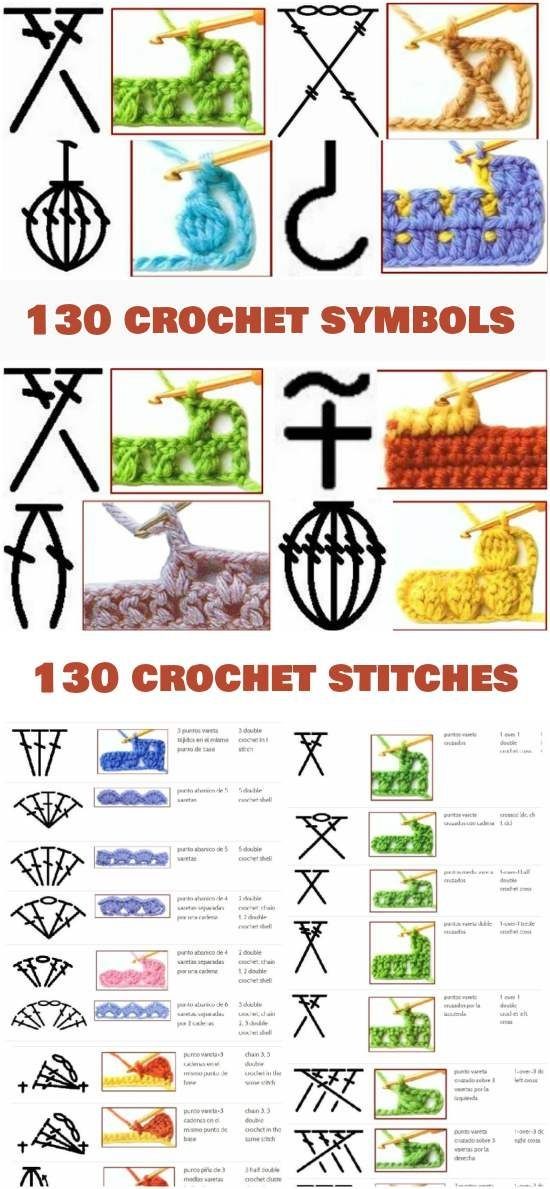 130 CROCHET SYMBOLS
130 CROCHET STITCHES
3 puntos vareta
tejidos en el mismo
punto de base
3 double
crochet in 1
stitch
punto abanico de 5
varetas
5 double
crochet shell
punto abanico de 5
varetas
5 double
crochet shell
punto abanico de 4
varetas separadas
por una cadena
2 double
crochet, chain
1, 2 double
crochet shell
punto abanico de 4
varetas separadas
por una cadena
2 double
crochet, chain
1, 2 double
crochet shell
punto abanico de 6
varetas separadas
por 2 cadenas
3 double
crochet, chain
2, 3 double
crochet shell
punto vareta+3
cadenas en el
mismo punto de
base
chain 3, 3
double
crochet in the
same stitch
punto vareta+3
cadenas en el
mismo punto de
base
chain 3, 3
double
crochet in the
same stitch
punto piña de 3
medias varetas
3 half double
crochet cluster
puntos vareta
cruzados
1 over 1
double
crochet cross
puntos vareta
cruzados con cadena
crossed (dc, ch
1, dc)
cruzados
1-over-1 half
double
crochet cross
puntos vareta doble
cruzados
1-over-1 treble
crochet cross
puntos vareta
cruzados por la
izquierda
1 over 1
double
crochet left
cross
puntos vareta
cruzado sobre 3
varetas por la
izquierda
1-over-3 dc
left cross
puntos vareta
cruzado sobre 3
varetas por la
derecha
1-over-3 dc
right cross